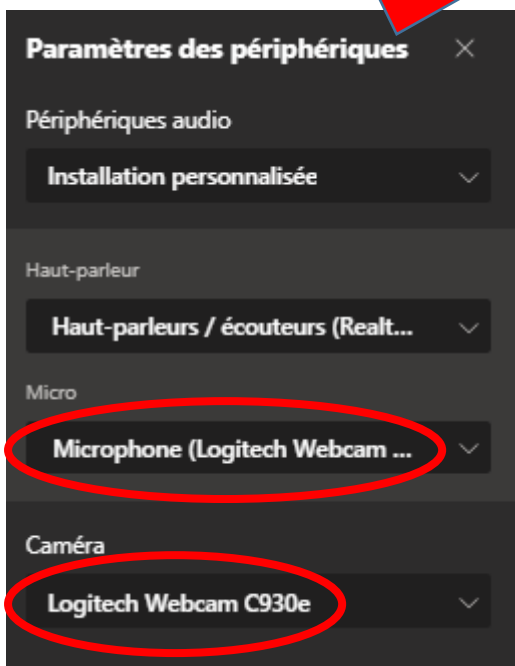 Paramètres des périphériques
Périphériques audio
Installation personnalisée
Haut-parleur
Haut-parleurs / écouteurs (Realt...
Micro
Microphone (Logitech Webcam ...
Caméra
Logitech Webcam C930e